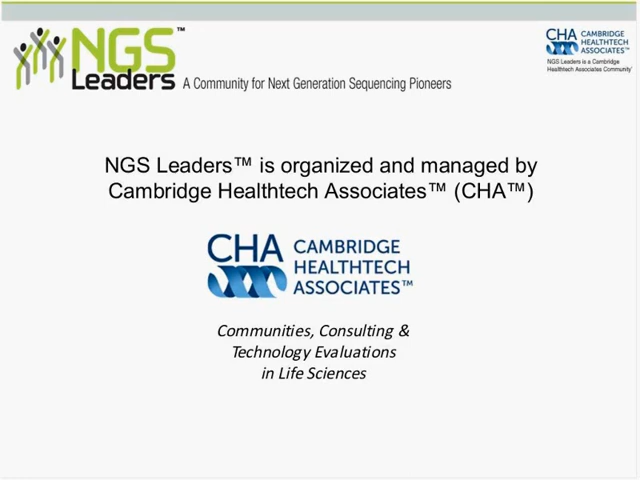 NGS™
Leaders
A Community for Next Generation Sequencing Pioneers
CHA CAMBRIDGE
HEALTHTECH
ASSOCIATES™
NGS Leaders is a Cambridge
Healthtech Associates Community
NGS Leaders™ is organized and managed by
Cambridge Healthtech Associates™ (CHA™)
CHA CAMBRIDGE
HEALTHTECH
ASSOCIATES™
Communities, Consulting &
Technology Evaluations
in Life Sciences